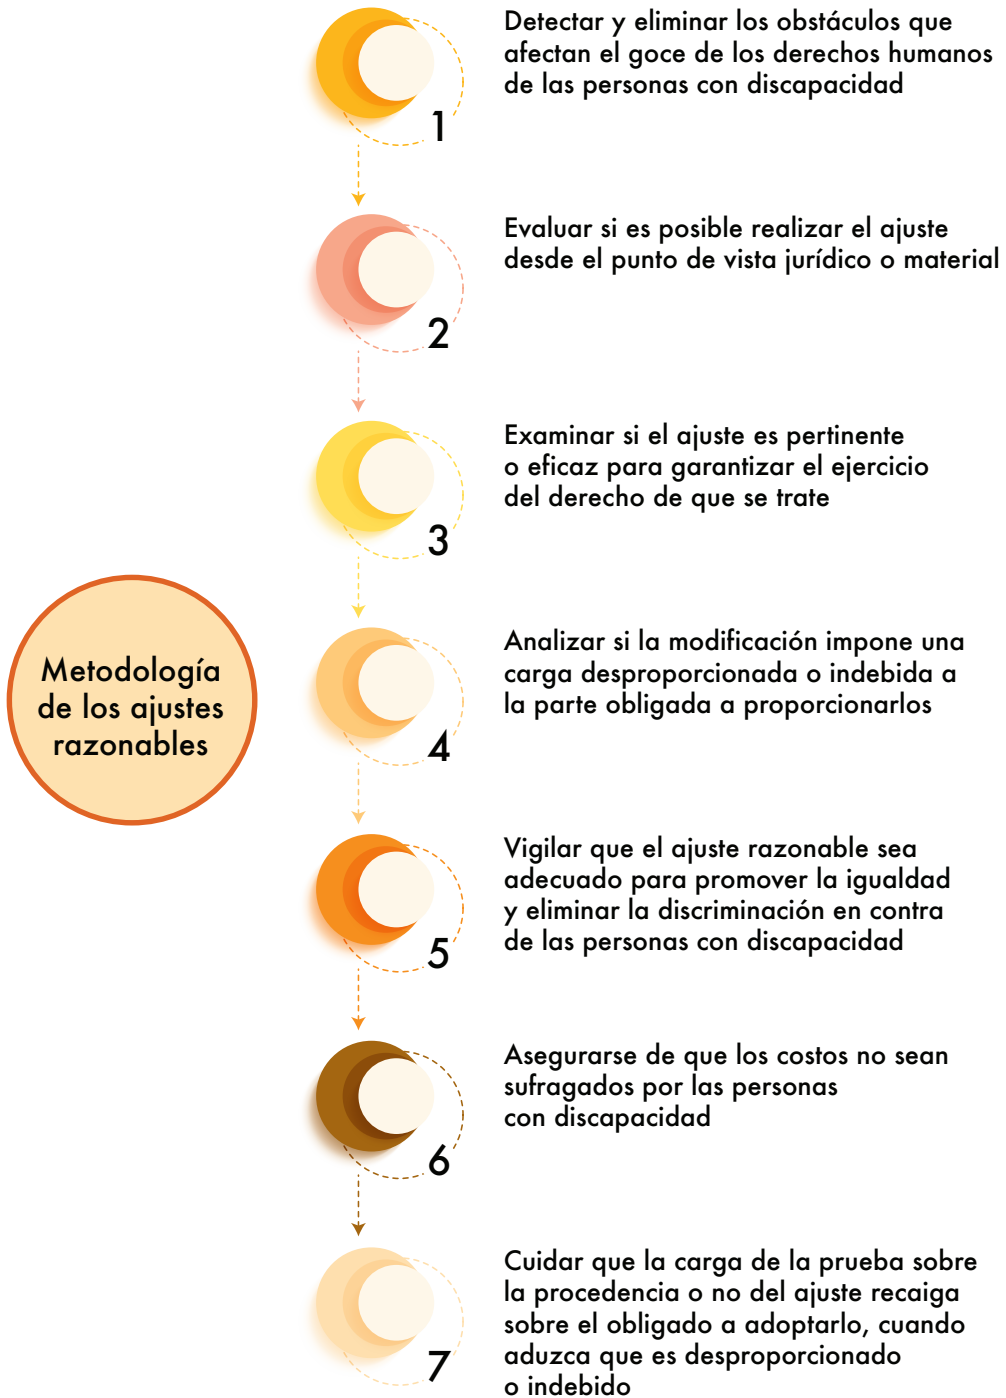 Metodología
de los ajustes
razonables
1
Detectar y eliminar los obstáculos que
afectan el goce de los derechos humanos
de las personas con discapacidad
2
Evaluar si es posible realizar el ajuste
desde el punto de vista jurídico o material
3
Examinar si el ajuste es pertinente
o eficaz para garantizar el ejercicio
del derecho de que se trate
4
Analizar si la modificación impone una
carga desproporcionada o indebida a
la parte obligada a proporcionarlos
5
Vigilar que el ajuste razonable sea
adecuado para promover la igualdad
y eliminar la discriminación en contra
de las personas con discapacidad
6
Asegurarse de que los costos no sean
sufragados por las personas
con discapacidad
7
Cuidar que la carga de la prueba sobre
la procedencia o no del ajuste recaiga
sobre el obligado a adoptarlo, cuando
aduzca que es desproporcionado
o indebido